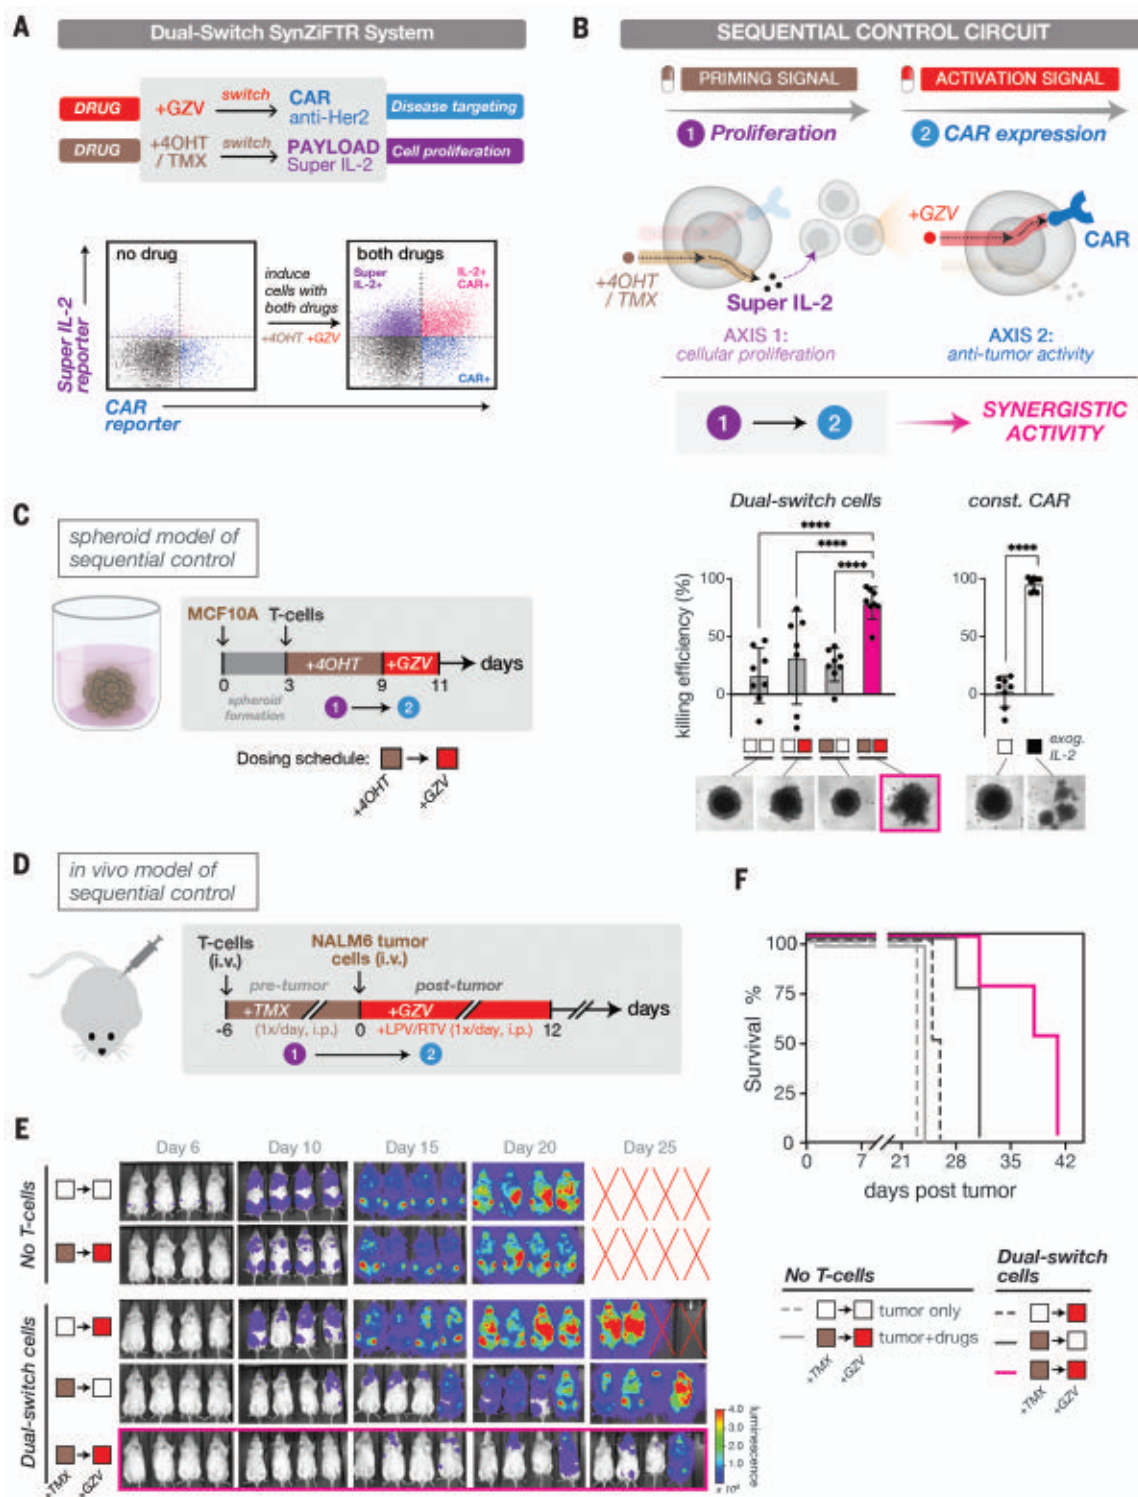 A
Dual-Switch SynZiFTR System
DRUG
+GZV
switch
CAR
anti-Her2
Disease targeting
DRUG
+4OHT
/ TMX
switch
PAYLOAD
Super IL-2
Cell proliferation
Super IL-2
reporter
no drug
induce
cells with
both drugs
+4OHT +GZV
both drugs
Super
IL-2+
IL-2+
CAR+
CAR+
CAR
reporter
B
SEQUENTIAL CONTROL CIRCUIT
PRIMING SIGNAL
ACTIVATION SIGNAL
1 Proliferation
2 CAR expression
+4OHT
/ TMX
Super IL-2
+GZV
CAR
AXIS 1:
cellular proliferation
AXIS 2:
anti-tumor activity
1
2
SYNERGISTIC
ACTIVITY
C
spheroid model of
sequential control
MCF10A
T-cells
+4OHT
+GZV
days
0
3
9
11
spheroid
formation
1
2
Dosing schedule:
+4OHT
+GZV
Dual-switch cells
const. CAR
killing efficiency (%)
100
50
0
****
****
****
100
50
0
****
exog.
IL-2
D
in vivo model of
sequential control
T-cells
(i.v.)
NALM6 tumor
cells (i.v.)
pre-tumor
post-tumor
+TMX
+GZV
days
-6
(1x/day, i.p.)
0
+LPV/RTV (1x/day, i.p.)
12
1
2
E
Day 6
Day 10
Day 15
Day 20
Day 25
No T-cells
Dual-switch cells
+TMX
+GZV
4.0
3.0
2.0
1.0
luminescence
F
Survival %
100
75
50
25
0
0
7
21
28
35
42
days post tumor
No T-cells
tumor only
tumor+drugs
+TMX
+GZV
Dual-switch
cells
+TMX
+GZV